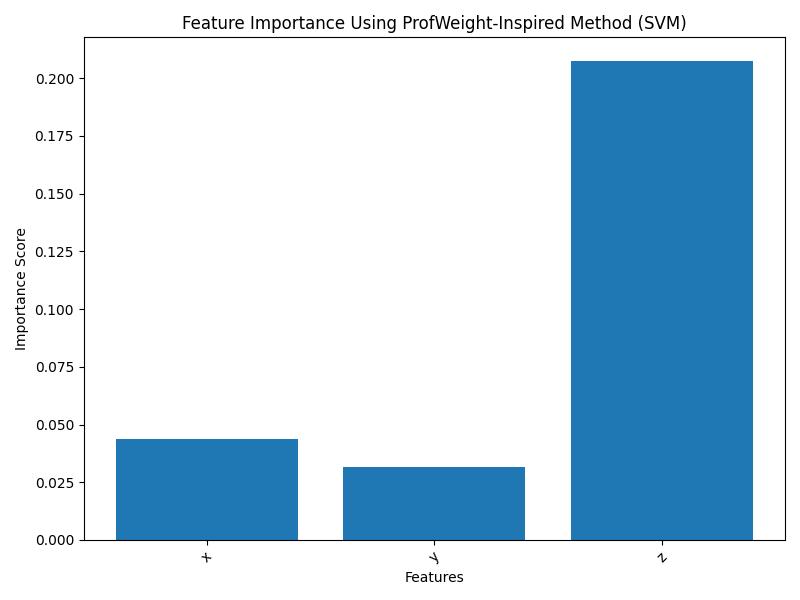 Feature Importance Using ProfWeight-Inspired Method (SVM)
Importance Score
0.200
0.175
0.150
0.125
0.100
0.075
0.050
0.025
0.000
x
y
z
Features